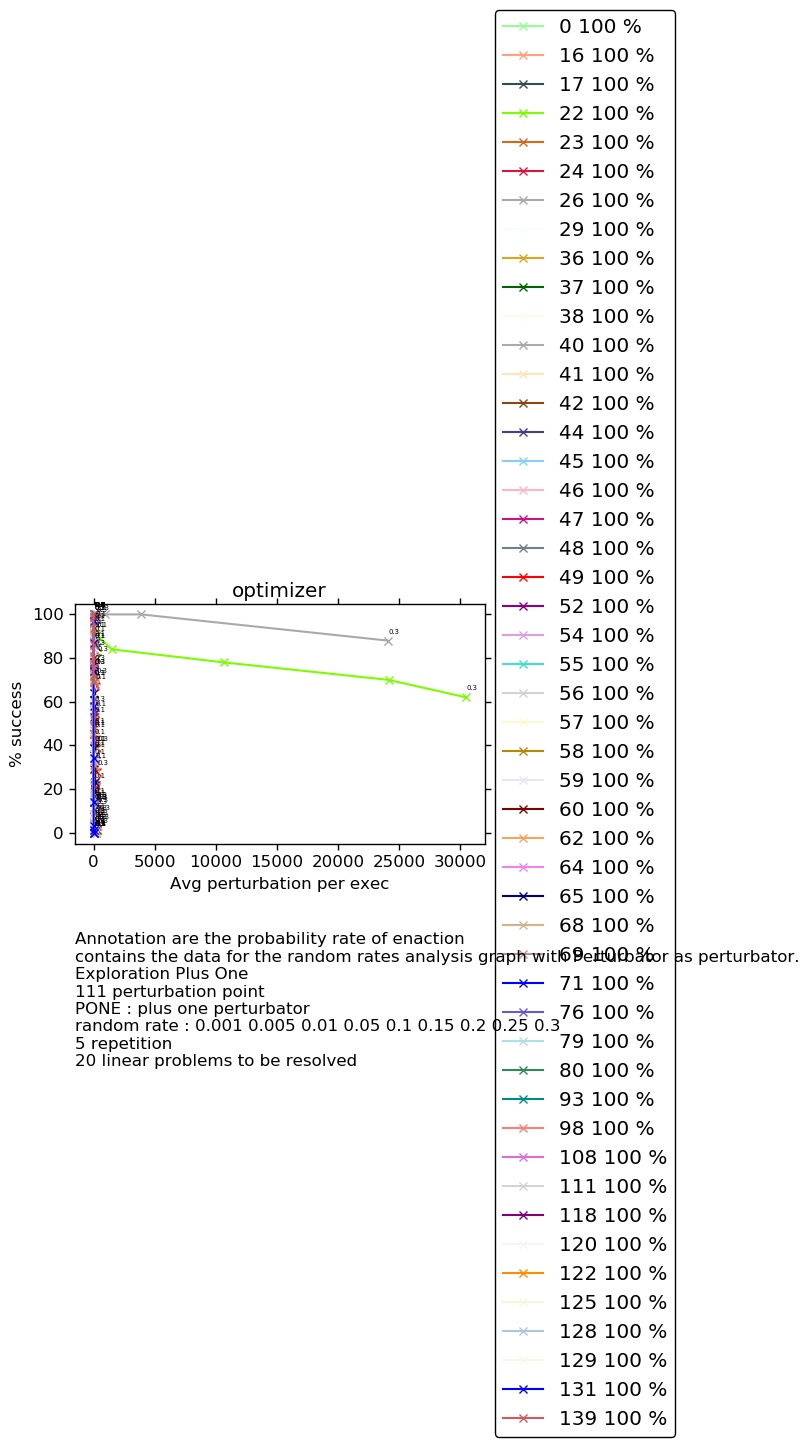 optimizer
100
80
60
40
20
0
% success
0.3
0.3
0 5000 10000 15000 20000 25000 30000
Avg perturbation per exec
Annotation are the probability rate of enaction
contains the data for the random rates analysis graph with Perturbator as perturbator.
Exploration Plus One
111 perturbation point
PONE : plus one perturbator
random rate : 0.001 0.005 0.01 0.05 0.1 0.15 0.2 0.25 0.3
5 repetition
20 linear problems to be resolved
0 100 %
16 100 %
17 100 %
22 100 %
23 100 %
24 100 %
26 100 %
29 100 %
36 100 %
37 100 %
38 100 %
40 100 %
41 100 %
42 100 %
44 100 %
45 100 %
46 100 %
47 100 %
48 100 %
49 100 %
52 100 %
54 100 %
55 100 %
56 100 %
57 100 %
58 100 %
59 100 %
60 100 %
62 100 %
64 100 %
65 100 %
68 100 %
69 100 %
71 100 %
76 100 %
79 100 %
80 100 %
93 100 %
98 100 %
108 100 %
111 100 %
118 100 %
120 100 %
122 100 %
125 100 %
128 100 %
129 100 %
131 100 %
139 100 %